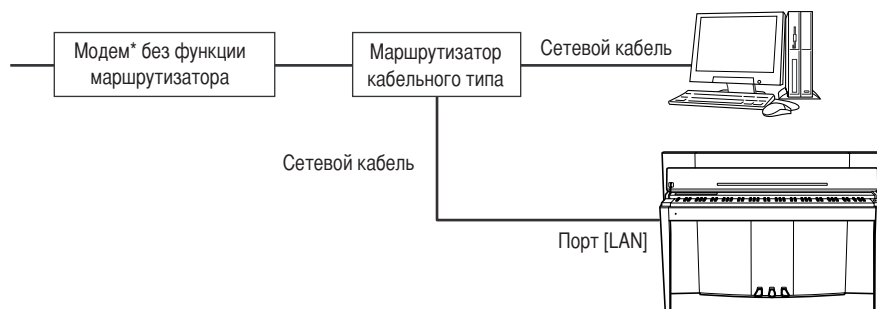 Модем* без функции
маршрутизатора
Маршрутизатор
кабельного типа
Сетевой кабель
Сетевой кабель
Порт [LAN]